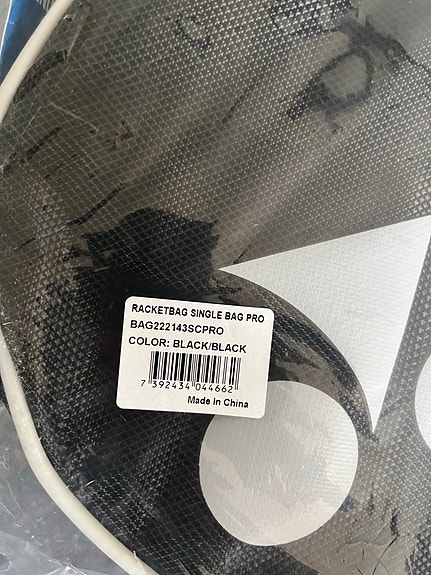 RACKETBAG SINGLE BAG PRO
BAG222143SCPRO
COLOR: BLACK/BLACK
7 392434 044662
Made in China